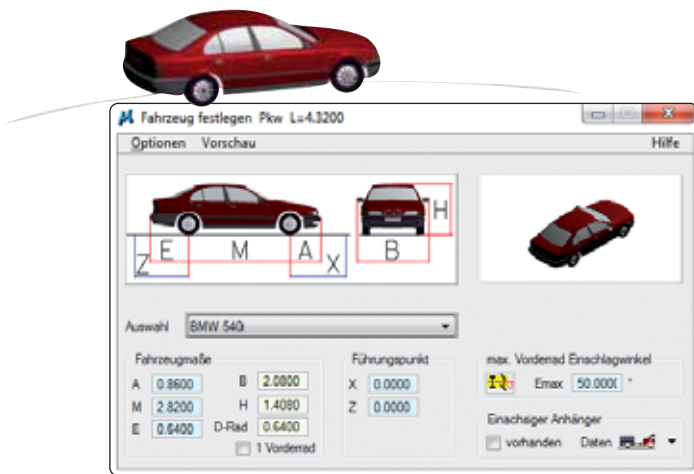 Fahrzeug festlegen Pkw L=4.3200
Optionen Vorschau Hilfe
E M A H
Z X B
Auswahl BMW 540i
Fahrzeugmaße Führungspunkt max. Vorderrad Einschlagwinkel
A 0.8600 B 2.0800 X 0.0000 Emax 50.000( °
M 2.8200 H 1.4080 Z 0.0000
E 0.6400 D-Rad 0.6400 Einachsiger Anhänger
1 Vorderrad vorhanden Daten